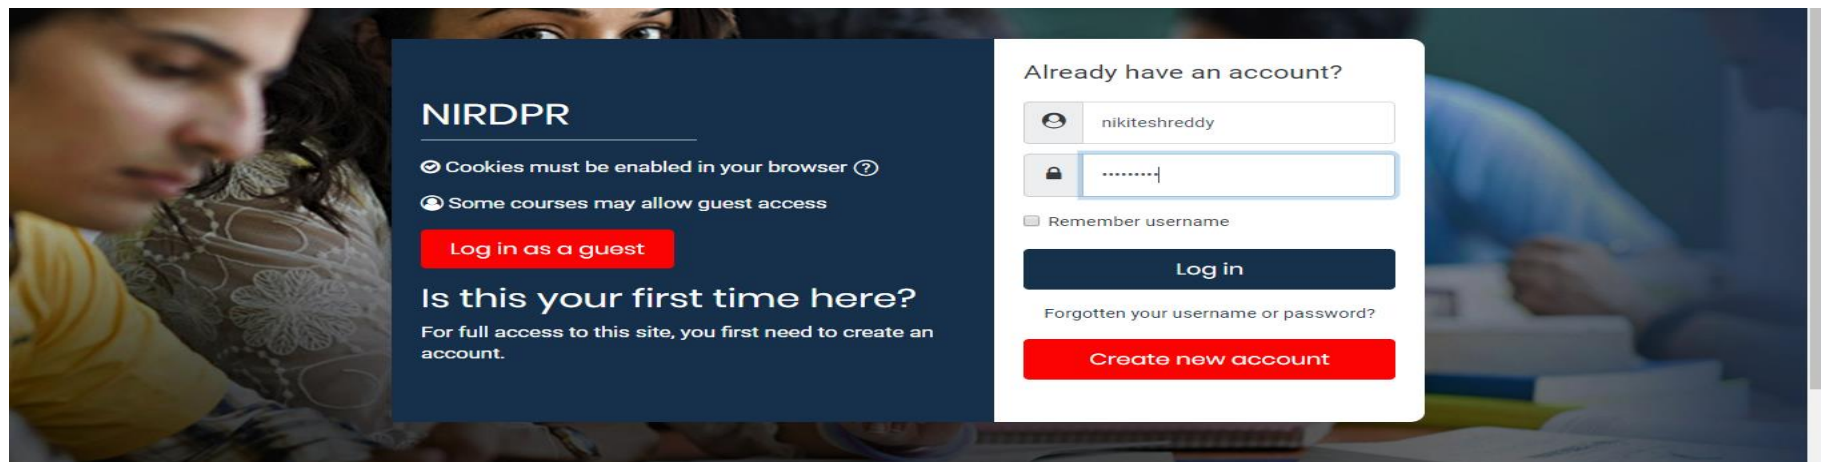 NIRDPR
Cookies must be enabled in your browser
Some courses may allow guest access
Log in as a guest
Is this your first time here?
For full access to this site, you first need to create an
account.
Already have an account?
nikiteshreddy
•••••••••
Remember username
Log in
Forgotten your username or password?
Create new account